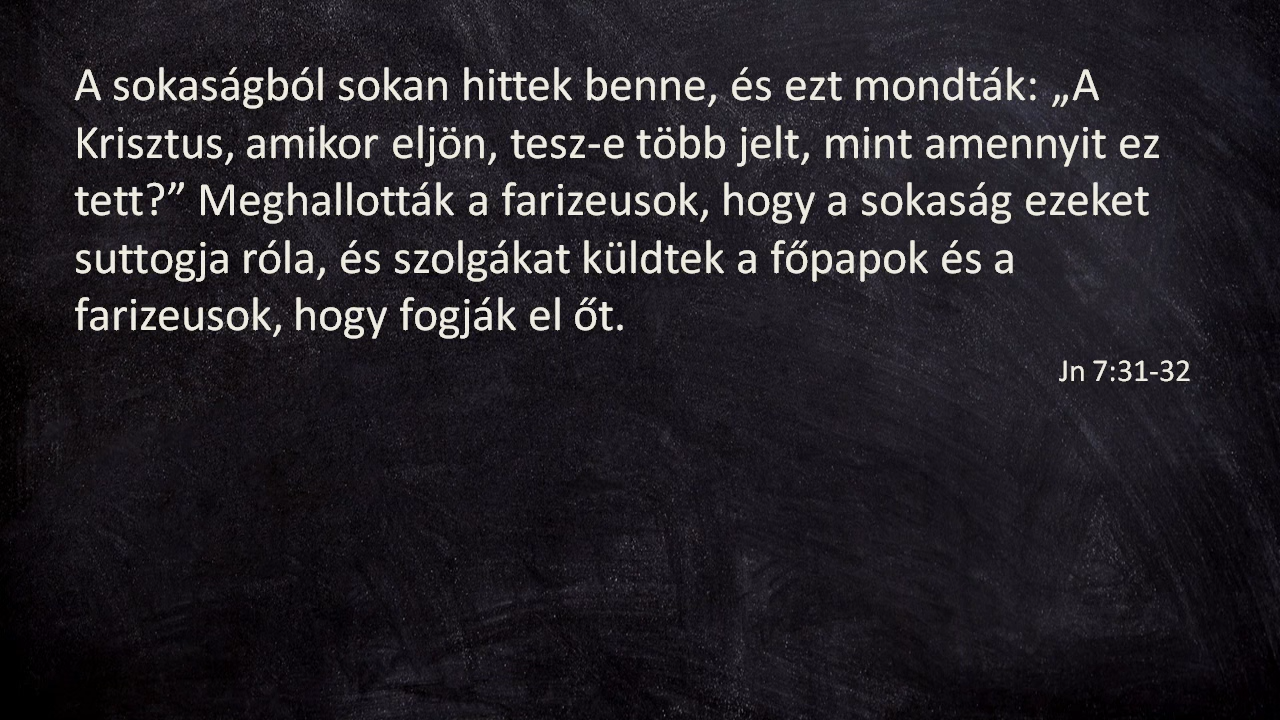 A sokaságból sokan hittek benne, és ezt mondták: „A
Krisztus, amikor eljön, tesz-e több jelt, mint amennyit ez
tett?” Meghallották a farizeusok, hogy a sokaság ezeket
suttogja róla, és szolgákat küldtek a főpapok és a
farizeusok, hogy fogják el őt.
Jn 7:31-32